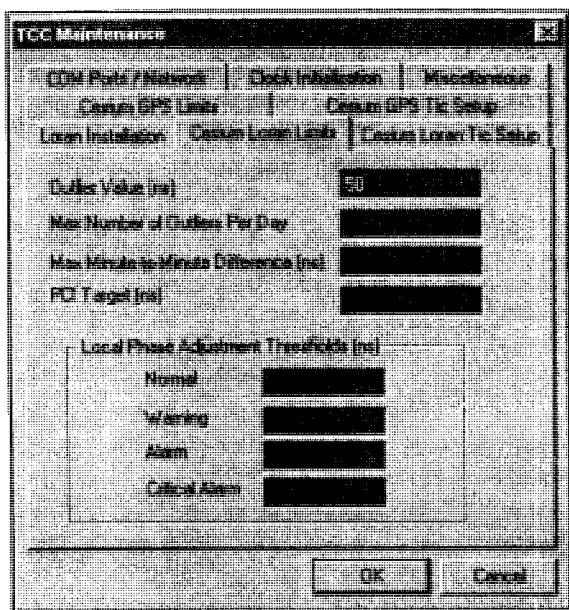 TCC Maintenance
COM Ports / Network
Clock Initialization
Miscellaneous
Cesium GPS Limits
Cesium GPS Tic Setup
Loran Installation
Cesium Loran Limits
Cesium Loran Tic Setup
Outlier Value (ns)
50
Max Number of Outliers Per Day
Max Minute to Minute Difference (ns)
PCI Target (ns)
Local Phase Adjustment Thresholds (ns)
Normal
Warning
Alarm
Critical Alarm
OK
Cancel